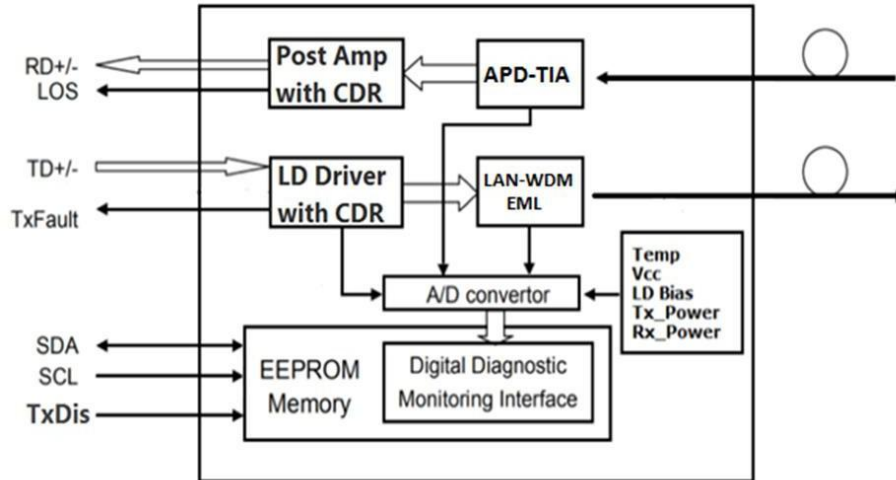 RD+/-
LOS
Post Amp
with CDR
APD-TIA
TD+/-
TxFault
LD Driver
with CDR
LAN-WDM
EML
Temp
Vcc
LD Bias
Tx_Power
Rx_Power
A/D convertor
SDA
SCL
TxDis
EEPROM
Memory
Digital Diagnostic
Monitoring Interface